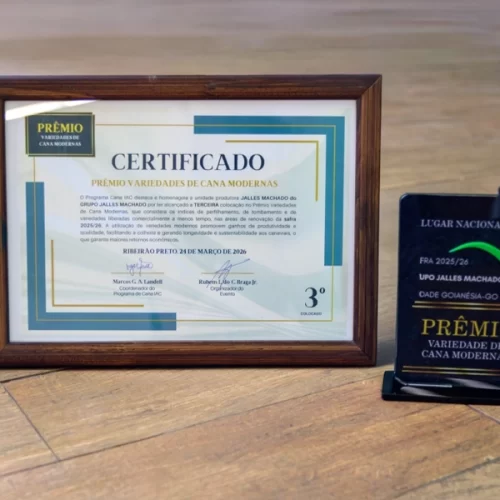 PRÊMIO
VARIEDADES DE
CANA MODERNAS
CERTIFICADO
PRÊMIO VARIEDADES DE CANA MODERNAS
O Programa Cana IAC destaca e homenageia a unidade produtora JALLES MACHADO do
GRUPO JALLES MACHADO por ter alcançado a TERCEIRA colocação no Prêmio Variedades
de Cana Modernas, que considera os índices de perfilhamento, de tombamento e de
variedades liberadas comercialmente a menos tempo, nas áreas de renovação da safra
2025/26. A utilização de variedades modernas promovem ganhos de produtividade e
qualidade, facilitando a colheita e garantindo longevidade e sustentabilidade aos canaviais, o
que garante maiores retornos econômicos.
RIBEIRÃO PRETO, 24 DE MARÇO DE 2026
Marcos G. A. Landell
Coordenador do
Programa de Cana IAC
Rubens L. do C. Braga Jr.
Organizador do
Evento
3º
COLOCADO
LUGAR NACIONA
FRA 2025/26
UPO JALLES MACHADO
DADE GOIANÉSIA-GO
PRÊMI
VARIEDADE DE
CANA MODERNA